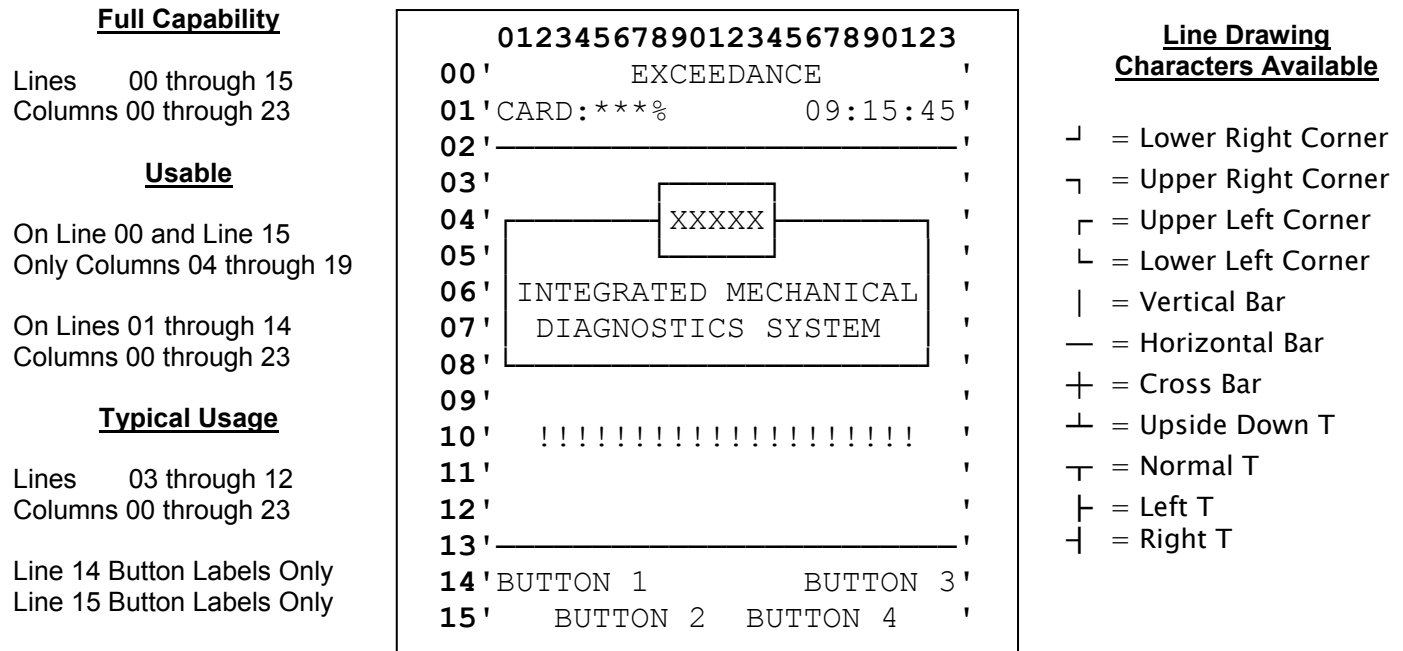 Full Capability
Lines 00 through 15
Columns 00 through 23
Usable
On Line 00 and Line 15
Only Columns 04 through 19
On Lines 01 through 14
Columns 00 through 23
Typical Usage
Lines 03 through 12
Columns 00 through 23
Line 14 Button Labels Only
Line 15 Button Labels Only
012345678901234567890123
00'       EXCEEDANCE       '
01'CARD:***%       09:15:45'
02'————————————————————————'
03'        ┌─────┐         '
04'┌───────┤XXXXX├───────┐ '
05'│       └─────┘       │ '
06'│INTEGRATED MECHANICAL│ '
07'│ DIAGNOSTICS SYSTEM  │ '
08'└─────────────────────┘ '
09'                        '
10'  !!!!!!!!!!!!!!!!!!!!  '
11'                        '
12'                        '
13'————————————————————————'
14'BUTTON 1        BUTTON 3'
15'   BUTTON 2  BUTTON 4   '
Line Drawing
Characters Available
┘ = Lower Right Corner
┐ = Upper Right Corner
┌ = Upper Left Corner
└ = Lower Left Corner
│ = Vertical Bar
─ = Horizontal Bar
┼ = Cross Bar
┴ = Upside Down T
┬ = Normal T
├ = Left T
┤ = Right T